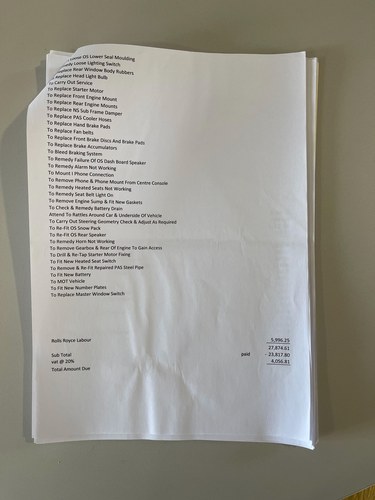 Loose OS Lower Seal Moulding
Loose Lighting Switch
Rear Window Body Rubbers
Replace Head Light Bulb
To Carry Out Service
To Replace Starter Motor
To Replace Front Engine Mount
To Replace Rear Engine Mounts
To Replace NS Sub Frame Damper
To Replace PAS Cooler Hoses
To Replace Hand Brake Pads
To Replace Fan belts
To Replace Front Brake Discs And Brake Pads
To Replace Brake Accumulators
To Bleed Braking System
To Remedy Failure Of OS Dash Board Speaker
To Remedy Alarm Not Working
To Mount I Phone Connection
To Remove Phone & Phone Mount From Centre Console
To Remedy Heated Seats Not Working
To Remedy Seat Belt Light On
To Remove Engine Sump & Fit New Gaskets
To Check & Remedy Battery Drain
Attend To Rattles Around Car & Underside Of Vehicle
To Carry Out Steering Geometry Check & Adjust As Required
To Re-Fit OS Snow Pack
To Re-Fit OS Rear Speaker
To Remedy Horn Not Working
To Remove Gearbox & Rear Of Engine To Gain Access
To Drill & Re-Tap Starter Motor Fixing
To Fit New Heated Seat Switch
To Remove & Re-Fit Repaired PAS Steel Pipe
To Fit New Battery
To MOT Vehicle
To Fit New Number Plates
To Replace Master Window Switch
Rolls Royce Labour 5,996.25
27,874.61
Sub Total paid - 23,817.80
vat @ 20% 4,056.81
Total Amount Due